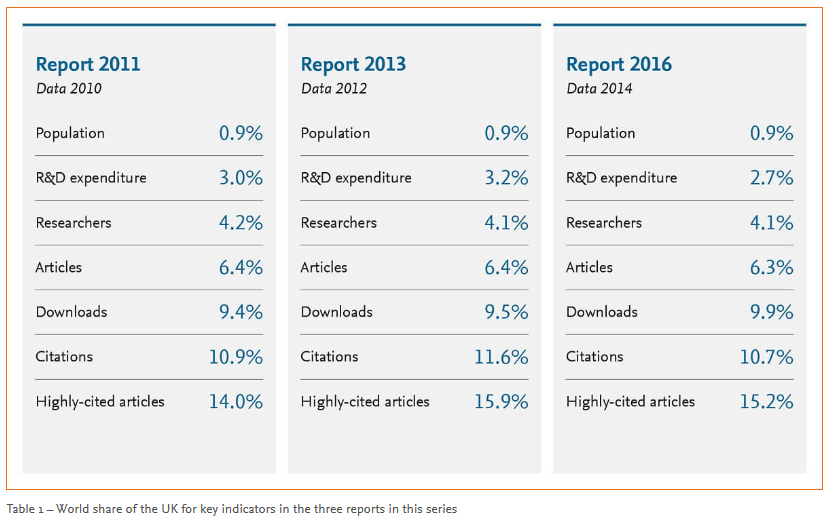 Report 2011
Data 2010
Population 0.9%
R&D expenditure 3.0%
Researchers 4.2%
Articles 6.4%
Downloads 9.4%
Citations 10.9%
Highly-cited articles 14.0%
Report 2013
Data 2012
Population 0.9%
R&D expenditure 3.2%
Researchers 4.1%
Articles 6.4%
Downloads 9.5%
Citations 11.6%
Highly-cited articles 15.9%
Report 2016
Data 2014
Population 0.9%
R&D expenditure 2.7%
Researchers 4.1%
Articles 6.3%
Downloads 9.9%
Citations 10.7%
Highly-cited articles 15.2%
Table 1 – World share of the UK for key indicators in the three reports in this series